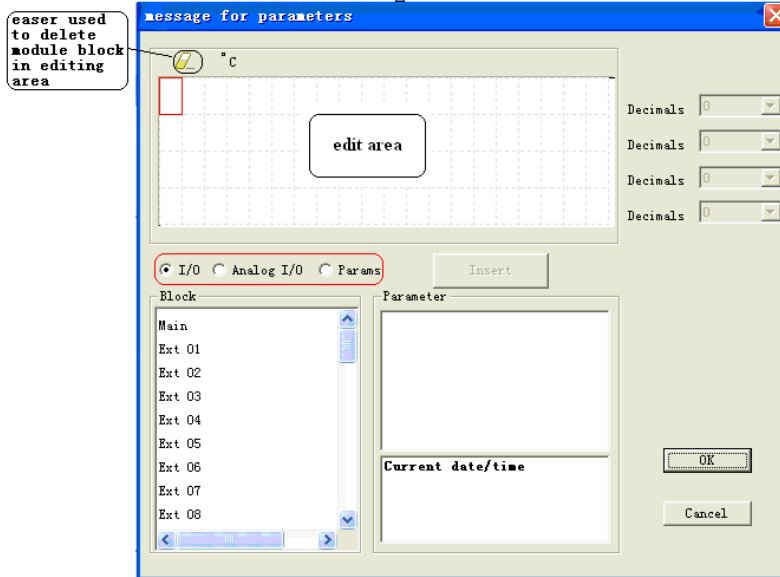 easer used
to delete
module block
in editing
area
message for parameters
°C
edit area
Decimals 0
Decimals 0
Decimals 0
Decimals 0
I/O Analog I/O Params
Insert
Block
Main
Ext 01
Ext 02
Ext 03
Ext 04
Ext 05
Ext 06
Ext 07
Ext 08
Parameter
Current date/time
OK
Cancel